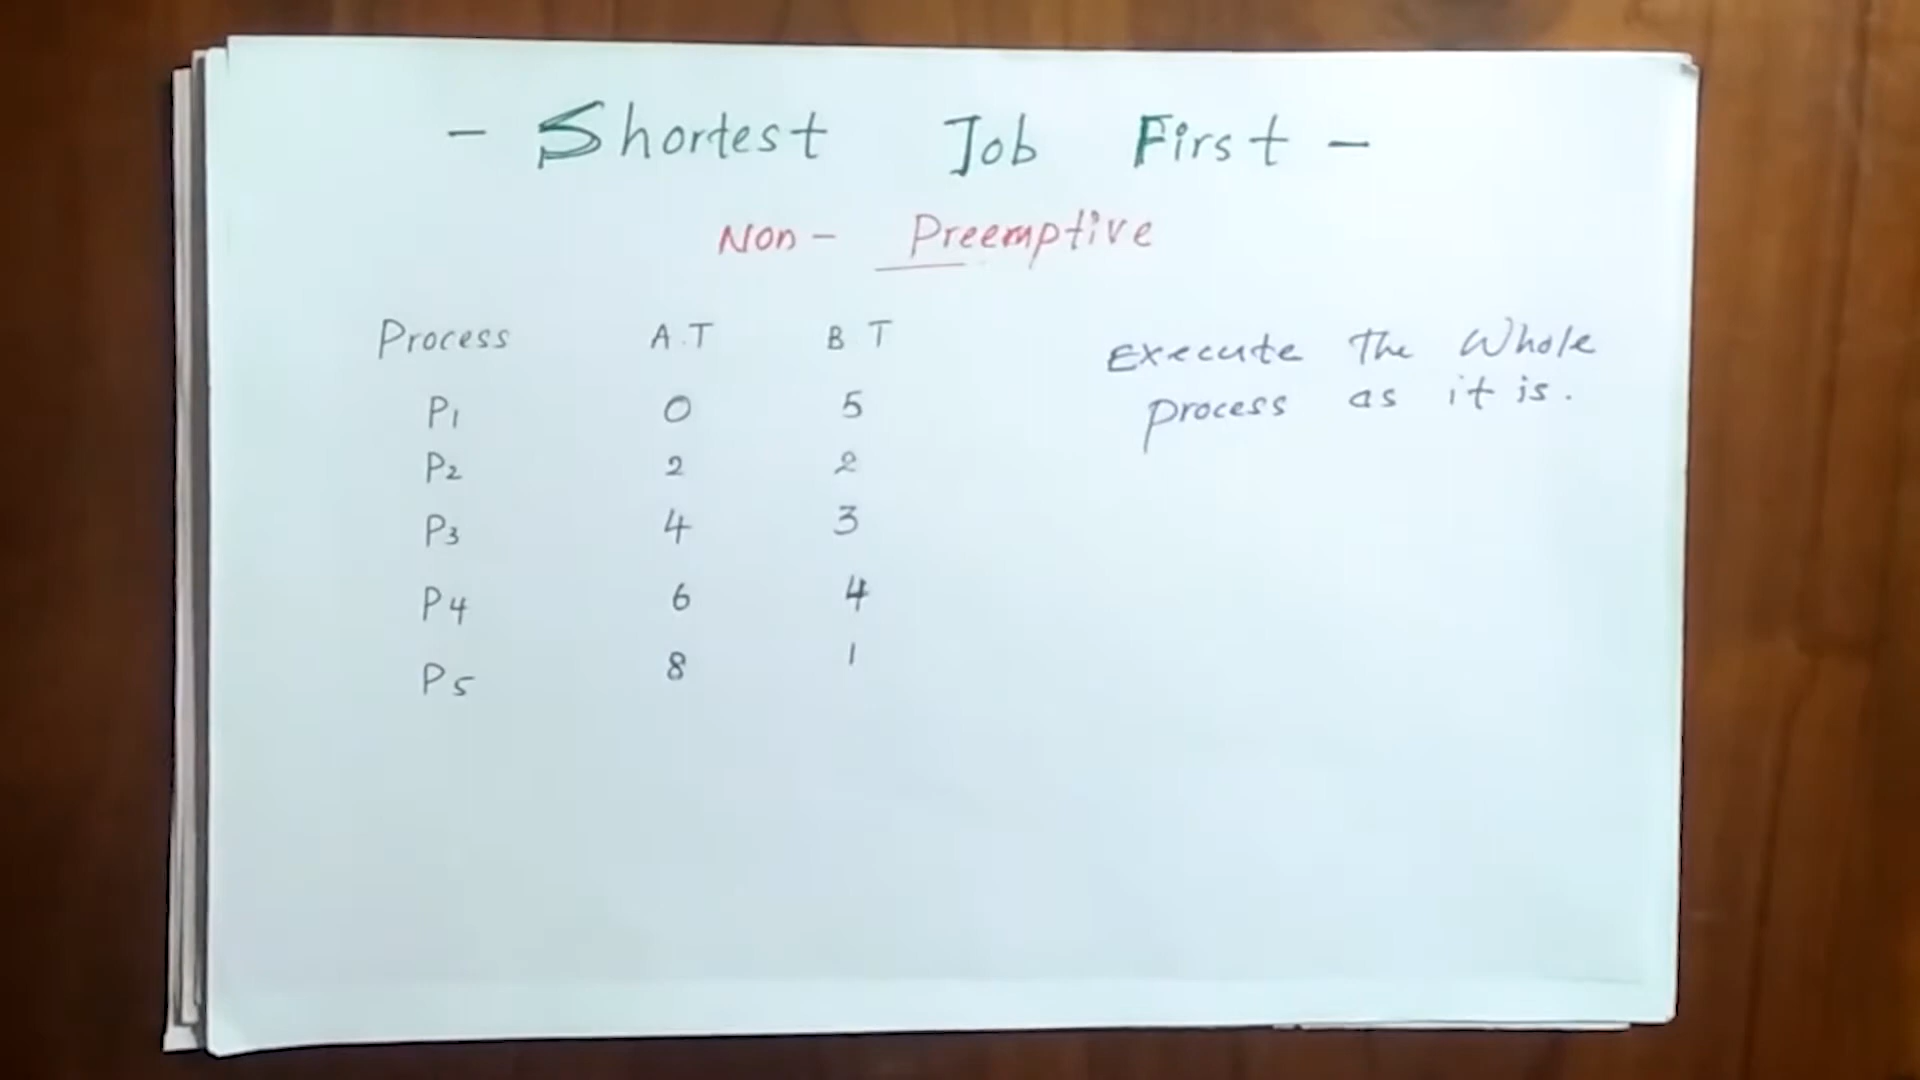 - Shortest Job First -
Non- Preemptive
Process A.T B T
P1 0 5
P2 2 2
P3 4 3
P4 6 4
P5 8 1
Execute The Whole
process as it is.